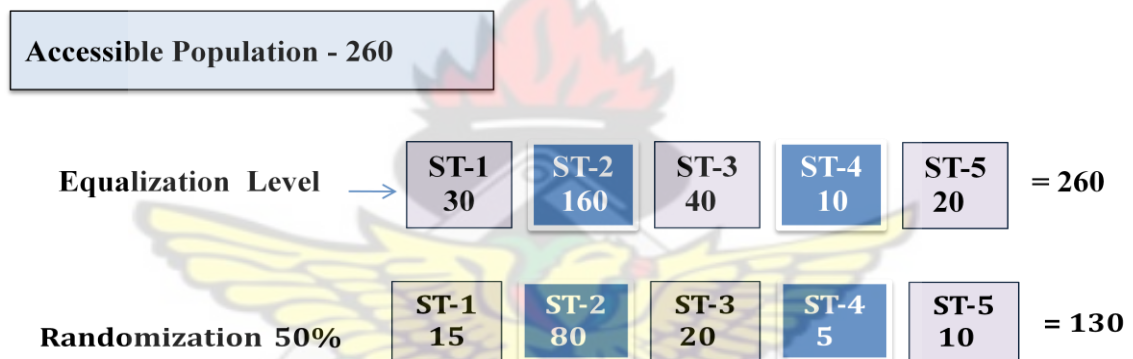 Accessible Population - 260
Equalization Level
ST-1
30
ST-2
160
ST-3
40
ST-4
10
ST-5
20
= 260
Randomization 50%
ST-1
15
ST-2
80
ST-3
20
ST-4
5
ST-5
10
= 130